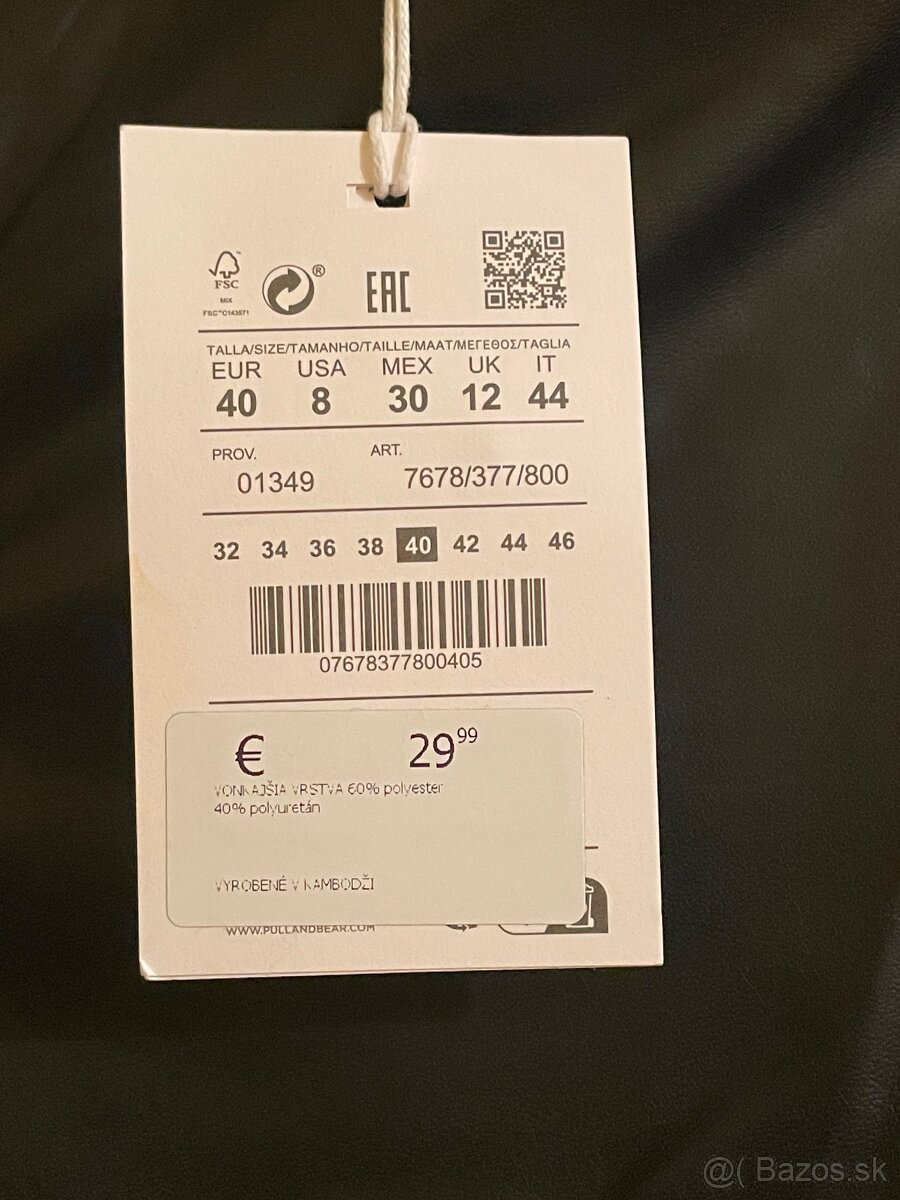 FSC
MIX
FSC™C143571
®
EAC
TALLA/SIZE/TAMANHO/TAILLE/MAAT/ΜΕΓΕΘΟΣ/TAGLIA
EUR USA MEX UK IT
40 8 30 12 44
PROV. ART.
01349 7678/377/800
32 34 36 38 40 42 44 46
07678377800405
€ 29⁹⁹
VONKAJŠIA VRSTVA 60% polyester
40% polyuretán
VYROBENÉ V KAMBODŽI
WWW.PULLANDBEAR.COM
@( Bazos.sk